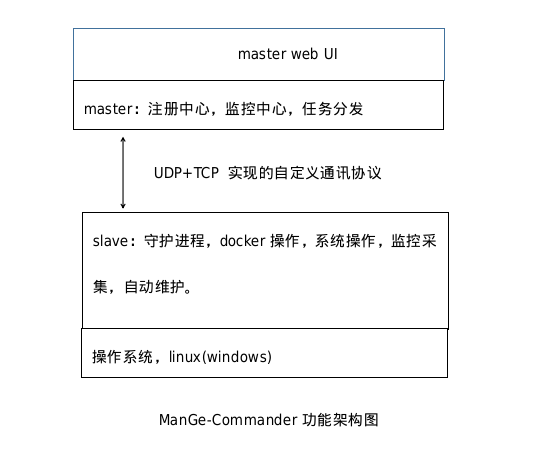 master web UI
master：注册中心，监控中心，任务分发
UDP+TCP 实现的自定义通讯协议
slave：守护进程，docker 操作，系统操作，监控采
集，自动维护。
操作系统，linux(windows)
ManGe-Commander 功能架构图